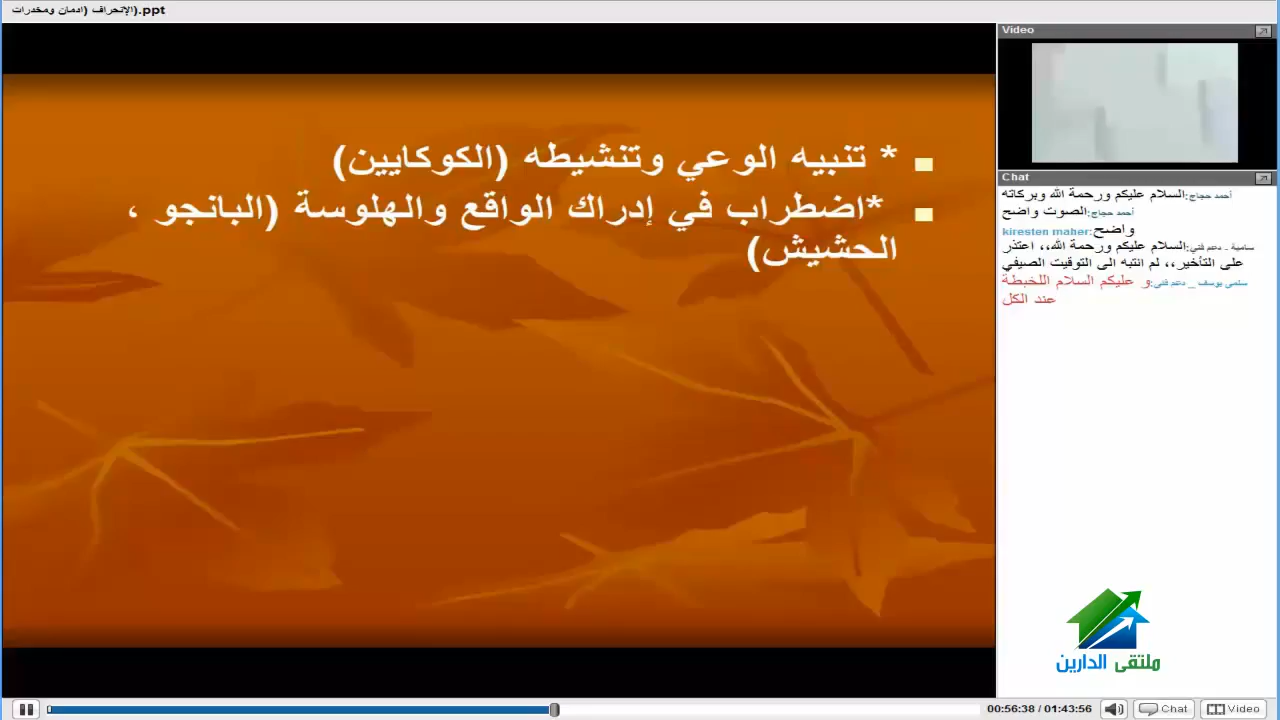 الإنحراف (ادمان ومخدرات).ppt
* تنبيه الوعي وتنشيطه (الكوكايين)
*اضطراب في إدراك الواقع والهلوسة (البانجو ،
الحشيش)
Video
Chat
أحمد حجاج:السلام عليكم ورحمة الله وبركاته
أحمد حجاج:الصوت واضح
kiresten maher:واضح
سامية ـ دعم فني:السلام عليكم ورحمة الله،، اعتذر
على التأخير،، لم انتبه الى التوقيت الصيفي
سلمى يوسف _ دعم فني:و عليكم السلام اللخبطة
عند الكل
ملتقى الدارين
00:56:38 / 01:43:56
Chat
Video